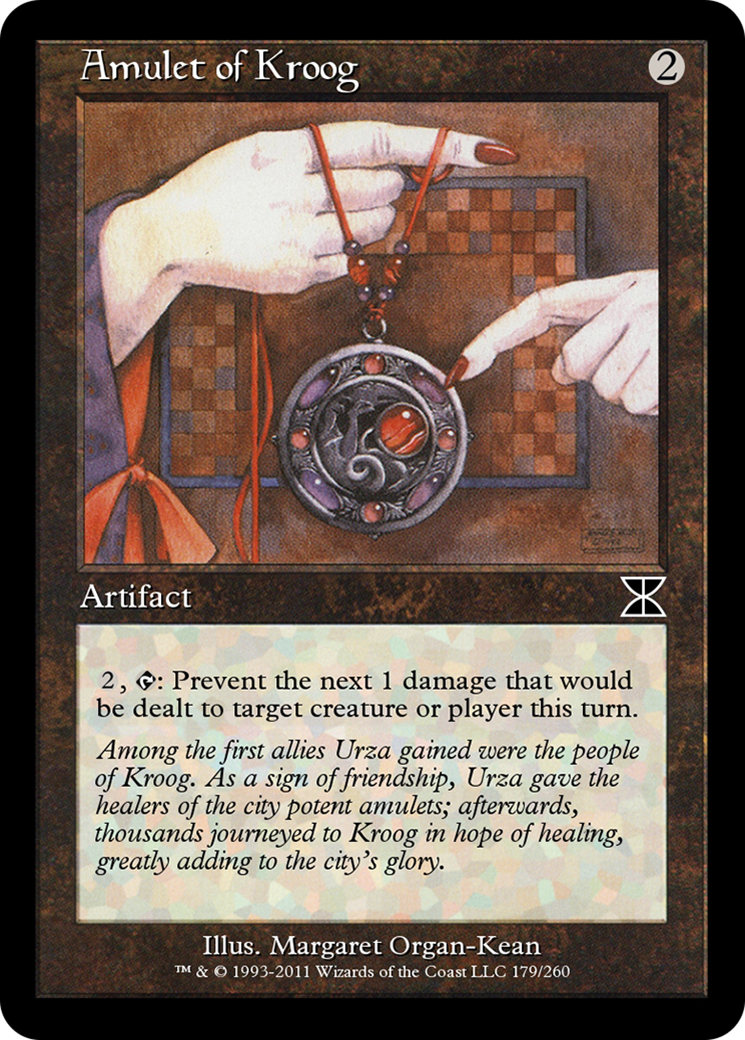 Amulet of Kroog
2
Artifact
2, : Prevent the next 1 damage that would
be dealt to target creature or player this turn.
Among the first allies Urza gained were the people
of Kroog. As a sign of friendship, Urza gave the
healers of the city potent amulets; afterwards,
thousands journeyed to Kroog in hope of healing,
greatly adding to the city's glory.
Illus. Margaret Organ-Kean
™ & © 1993-2011 Wizards of the Coast LLC 179/260